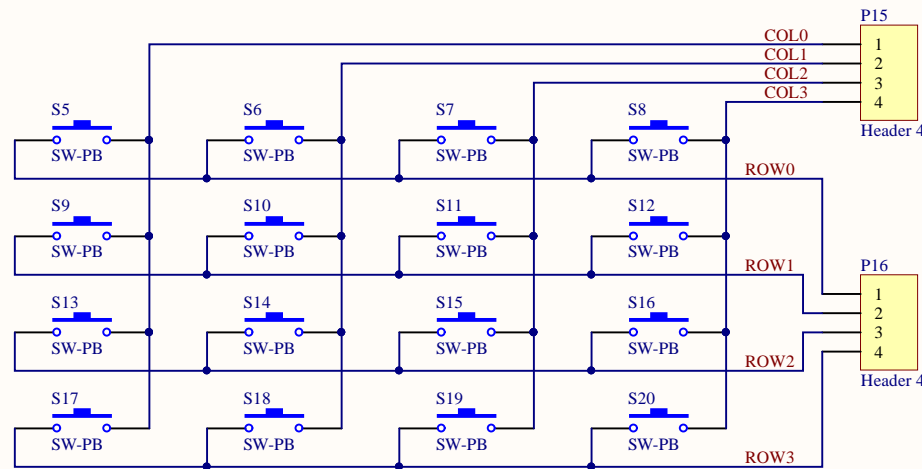 P15
COL0
1
COL1
2
COL2
3
COL3
4
Header 4
S5
S6
S7
S8
SW-PB
SW-PB
SW-PB
SW-PB
ROW0
S9
S10
S11
S12
SW-PB
SW-PB
SW-PB
SW-PB
ROW1
P16
1
2
3
4
Header 4
S13
S14
S15
S16
SW-PB
SW-PB
SW-PB
SW-PB
ROW2
S17
S18
S19
S20
SW-PB
SW-PB
SW-PB
SW-PB
ROW3